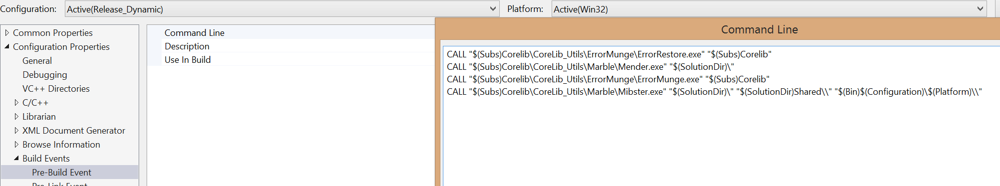 Configuration: Active(Release_Dynamic) Platform: Active(Win32)
Common Properties
Configuration Properties
General
Debugging
VC++ Directories
C/C++
Librarian
XML Document Generator
Browse Information
Build Events
Pre-Build Event
Pre-Link Event
Command Line
Description
Use In Build
Command Line
CALL "$(Subs)Corelib\CoreLib_Utils\ErrorMunge\ErrorRestore.exe" "$(Subs)Corelib"
CALL "$(Subs)Corelib\CoreLib_Utils\Marble\Mender.exe" "$(SolutionDir)\"
CALL "$(Subs)Corelib\CoreLib_Utils\ErrorMunge\ErrorMunge.exe" "$(Subs)Corelib"
CALL "$(Subs)Corelib\CoreLib_Utils\Marble\Mibster.exe" "$(SolutionDir)\" "$(SolutionDir)Shared\\" "$(Bin)$(Configuration)\$(Platform)\\"